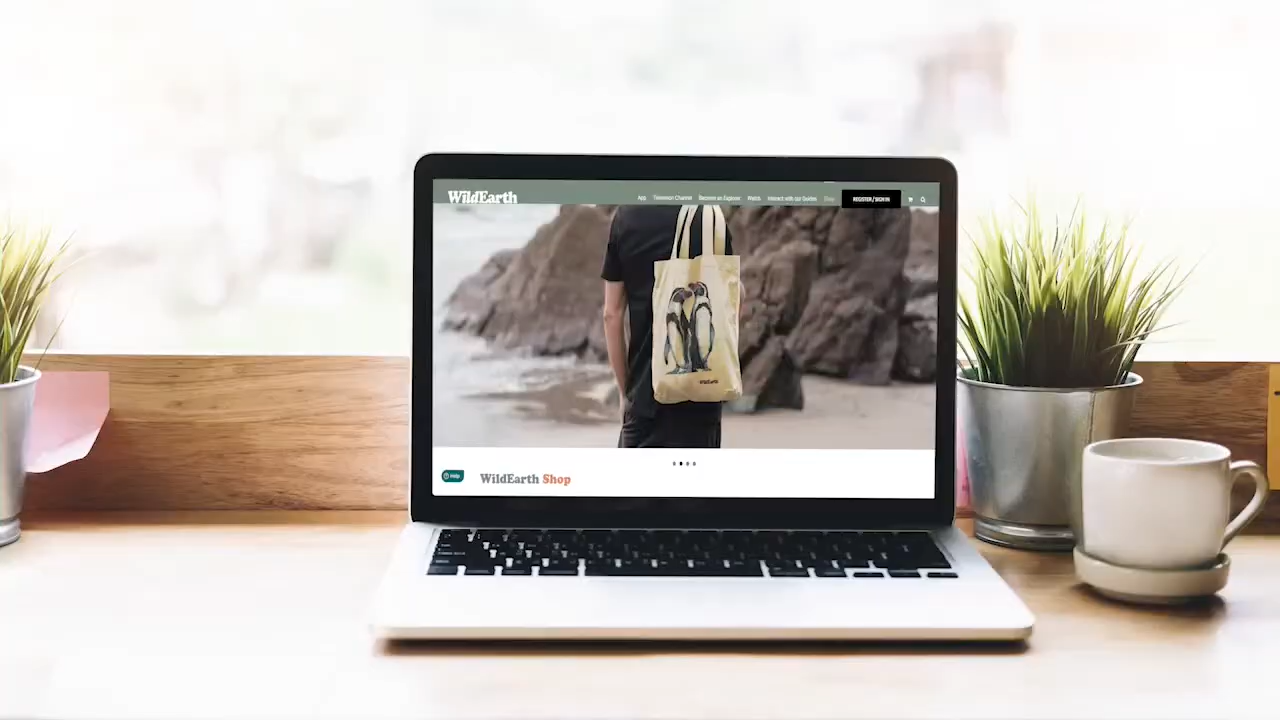 WildEarth
App Television Channel Become an Explorer Watch Interact with our Guides Shop REGISTER / SIGN IN
WildEarth
Help
WildEarth Shop